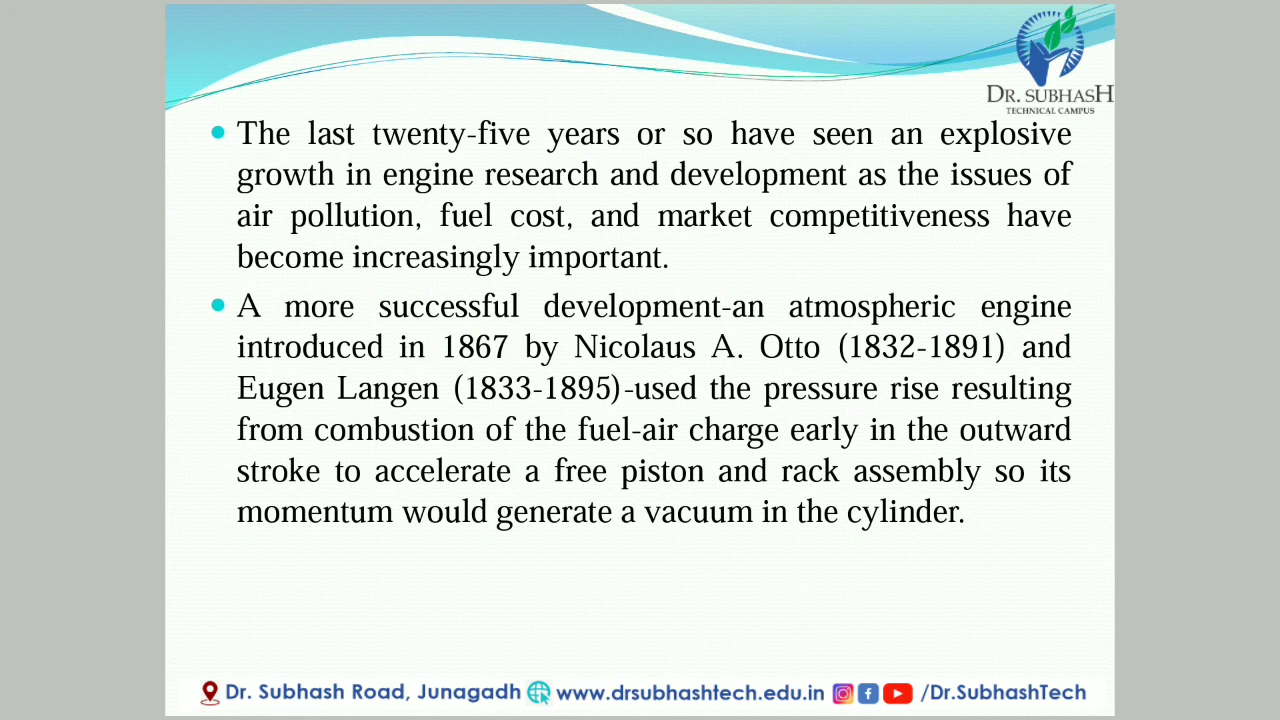 DR. SUBHASH
TECHNICAL CAMPUS
The last twenty-five years or so have seen an explosive
growth in engine research and development as the issues of
air pollution, fuel cost, and market competitiveness have
become increasingly important.
A more successful development-an atmospheric engine
introduced in 1867 by Nicolaus A. Otto (1832-1891) and
Eugen Langen (1833-1895)-used the pressure rise resulting
from combustion of the fuel-air charge early in the outward
stroke to accelerate a free piston and rack assembly so its
momentum would generate a vacuum in the cylinder.
Dr. Subhash Road, Junagadh www.drsubhashtech.edu.in /Dr.SubhashTech